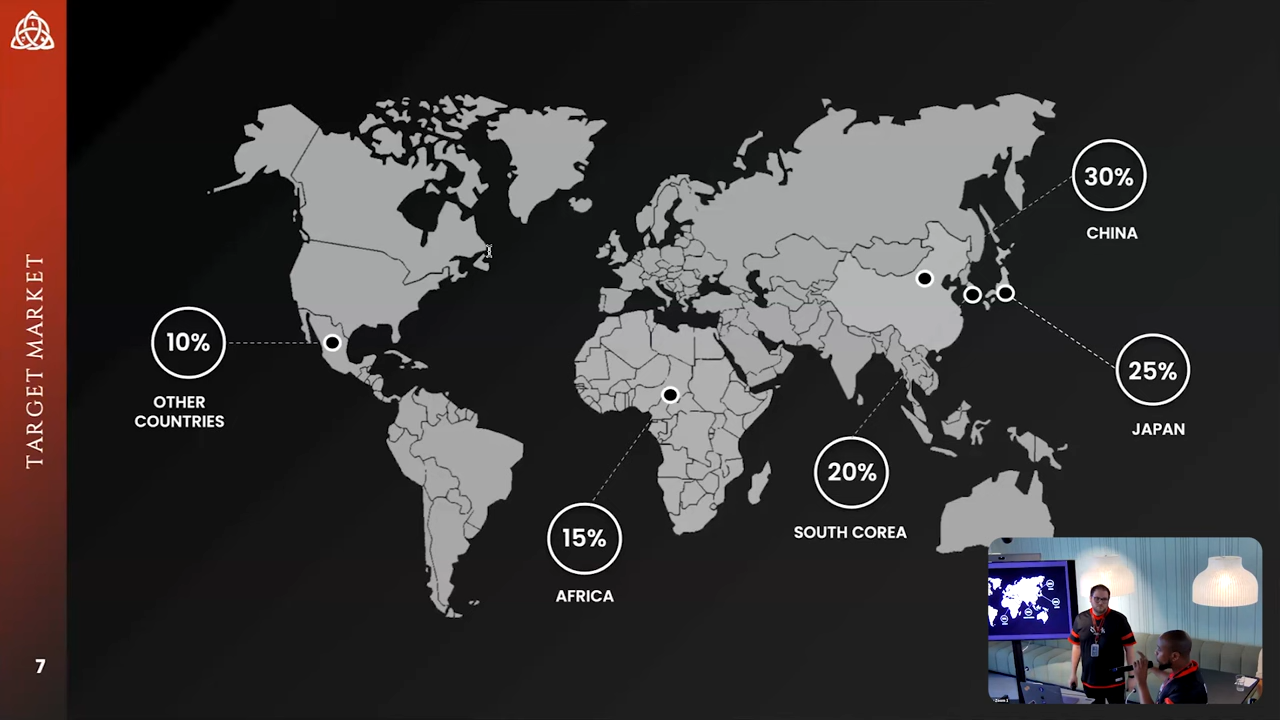 TARGET MARKET
30%
CHINA
10%
OTHER
COUNTRIES
25%
JAPAN
20%
SOUTH COREA
15%
AFRICA
7